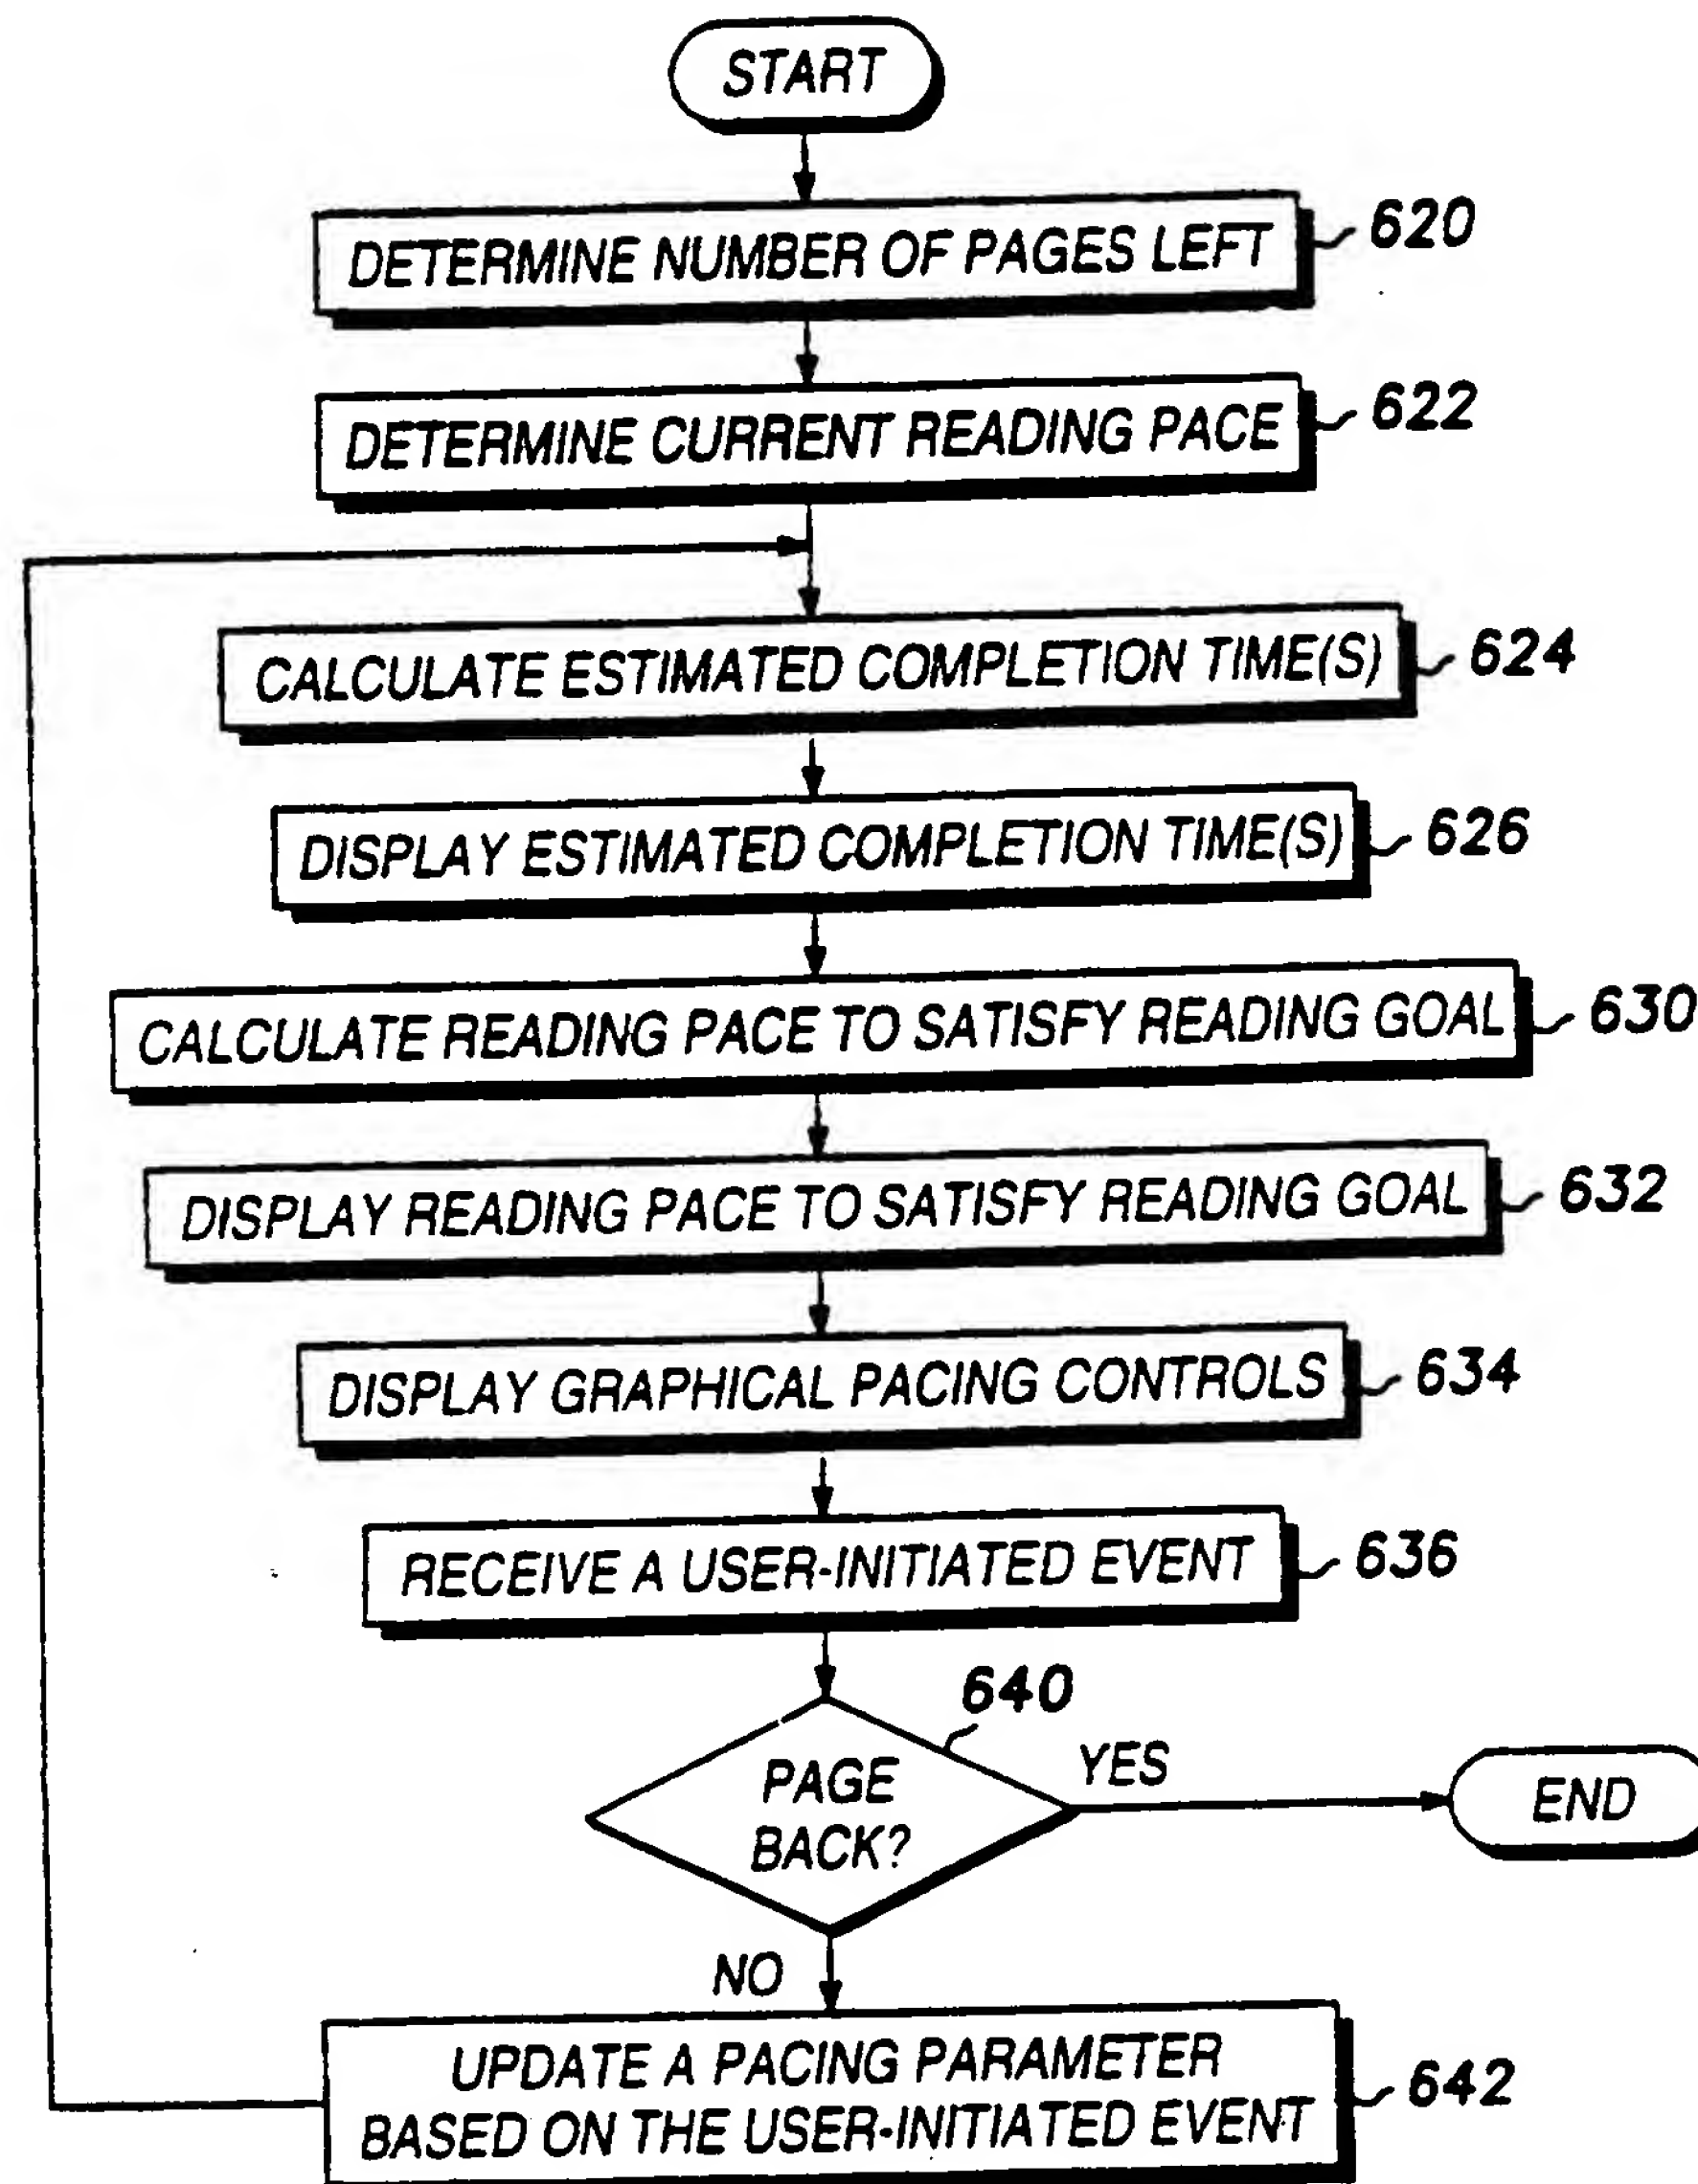 START
DETERMINE NUMBER OF PAGES LEFT
620
DETERMINE CURRENT READING PACE
622
CALCULATE ESTIMATED COMPLETION TIME(S)
624
DISPLAY ESTIMATED COMPLETION TIME(S)
626
CALCULATE READING PACE TO SATISFY READING GOAL
630
DISPLAY READING PACE TO SATISFY READING GOAL
632
DISPLAY GRAPHICAL PACING CONTROLS
634
RECEIVE A USER-INITIATED EVENT
636
640
PAGE
BACK?
YES
END
NO
UPDATE A PACING PARAMETER
BASED ON THE USER-INITIATED EVENT
642